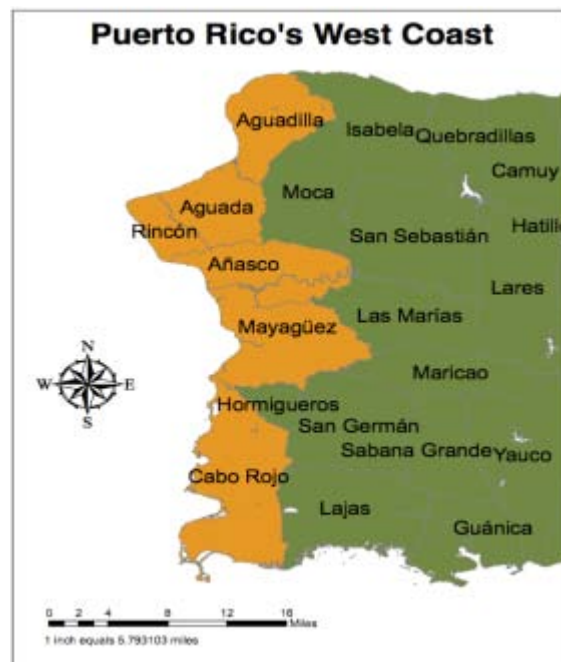 Puerto Rico's West Coast
Aguadilla
Isabela
Quebradillas
Camuy
Moca
Aguada
Rincón
Hatillo
San Sebastián
Añasco
Lares
Las Marías
Mayagüez
N
W E
S
Maricao
Hormigueros
San Germán
Sabana Grande
Yauco
Cabo Rojo
Lajas
Guánica
0 2 4 8 12 16
Miles
1 inch equals 5.793103 miles